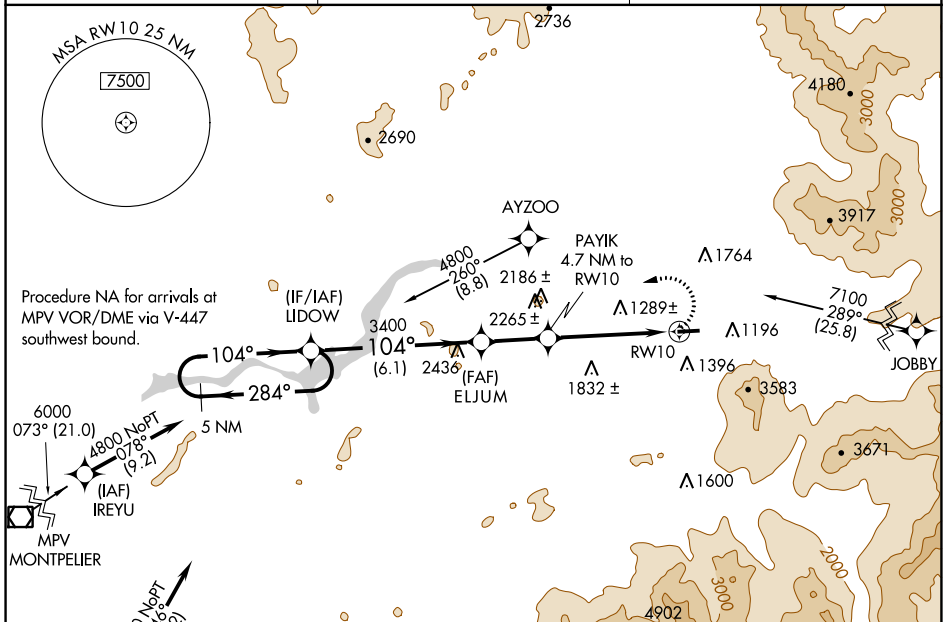 MSA RW10 25 NM
7500
2736
4180
3000
2690
3917
3000
AYZOO
4800
260°
(8.8)
PAYIK
4.7 NM to
RW10
2186 ±
2265 ±
1764
1289±
7100
289°
(25.8)
Procedure NA for arrivals at
MPV VOR/DME via V-447
southwest bound.
(IF/IAF)
LIDOW
3400
104°
(6.1)
104°
284°
2436
(FAF)
ELJUM
RW10
1196
1396
JOBBY
1832 ±
3583
5 NM
6000
073° (21.0)
4800 NoPT
078°
(9.2)
(IAF)
IREYU
3671
1600
MPV
MONTPELIER
NoPT
2000
3000
4902